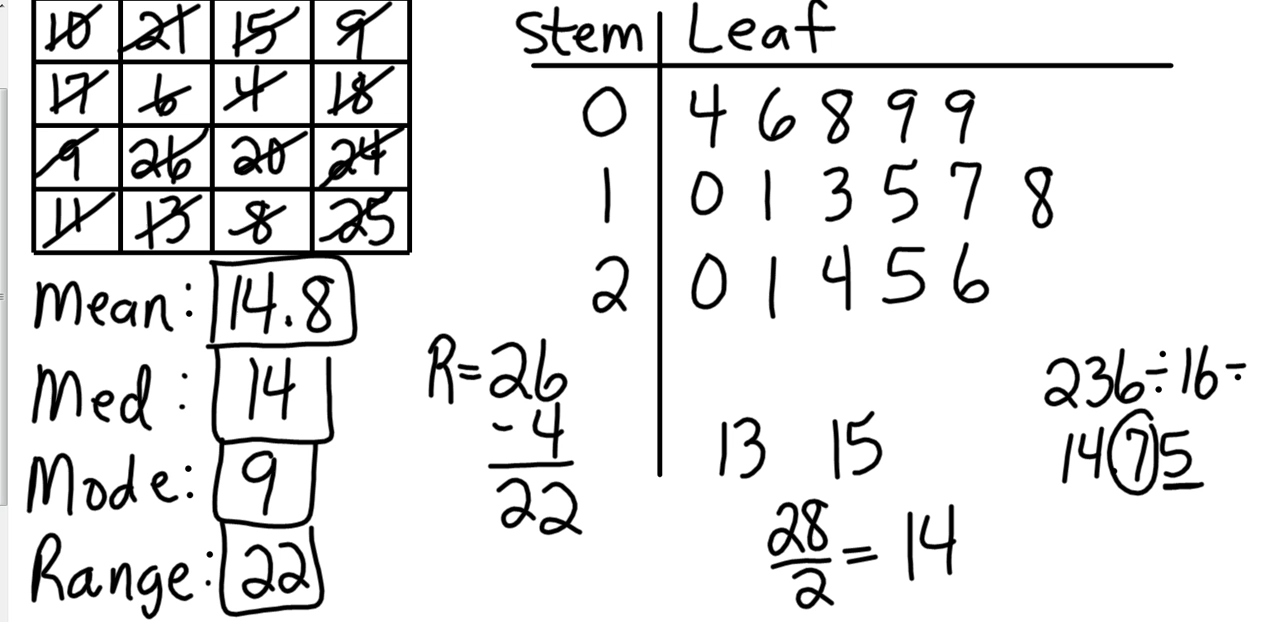 10 21 15 9
17 6 4 18
9 26 20 24
11 13 8 25
Mean: 14.8
Med : 14
Mode: 9
Range: 22
Stem Leaf
0 4 6 8 9 9
1 0 1 3 5 7 8
2 0 1 4 5 6
R=26
- 4
22
13 15
28
2
= 14
236÷16=
14.75